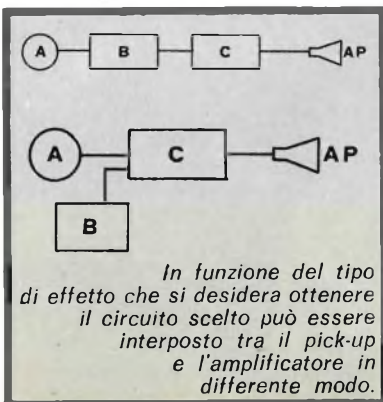 A B C AP
A C AP
B
In funzione del tipo
di effetto che si desidera ottenere
il circuito scelto può essere
interposto tra il pick-up
e l'amplificatore in
differente modo.